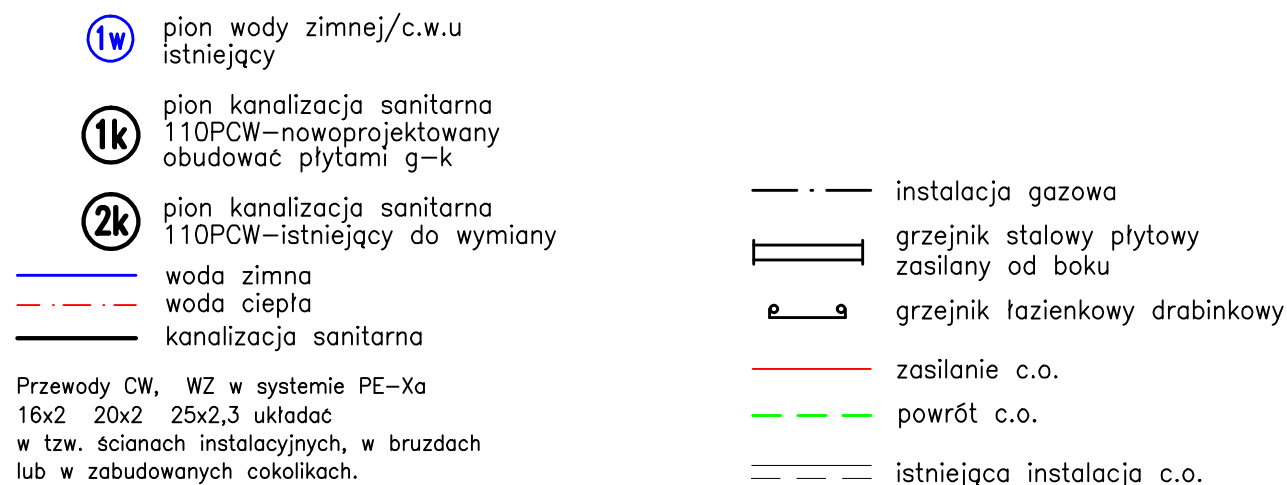 1w
pion wody zimnej/c.w.u
istniejący
1k
pion kanalizacja sanitarna
110PCW-nowoprojektowany
obudować płytami g-k
2k
pion kanalizacja sanitarna
110PCW-istniejący do wymiany
woda zimna
woda ciepła
kanalizacja sanitarna
Przewody CW, WZ w systemie PE-Xa
16x2 20x2 25x2,3 układać
w tzw. ścianach instalacyjnych, w bruzdach
lub w zabudowanych cokolikach.
instalacja gazowa
grzejnik stalowy płytowy
zasilany od boku
grzejnik łazienkowy drabinkowy
zasilanie c.o.
powrót c.o.
istniejąca instalacja c.o.